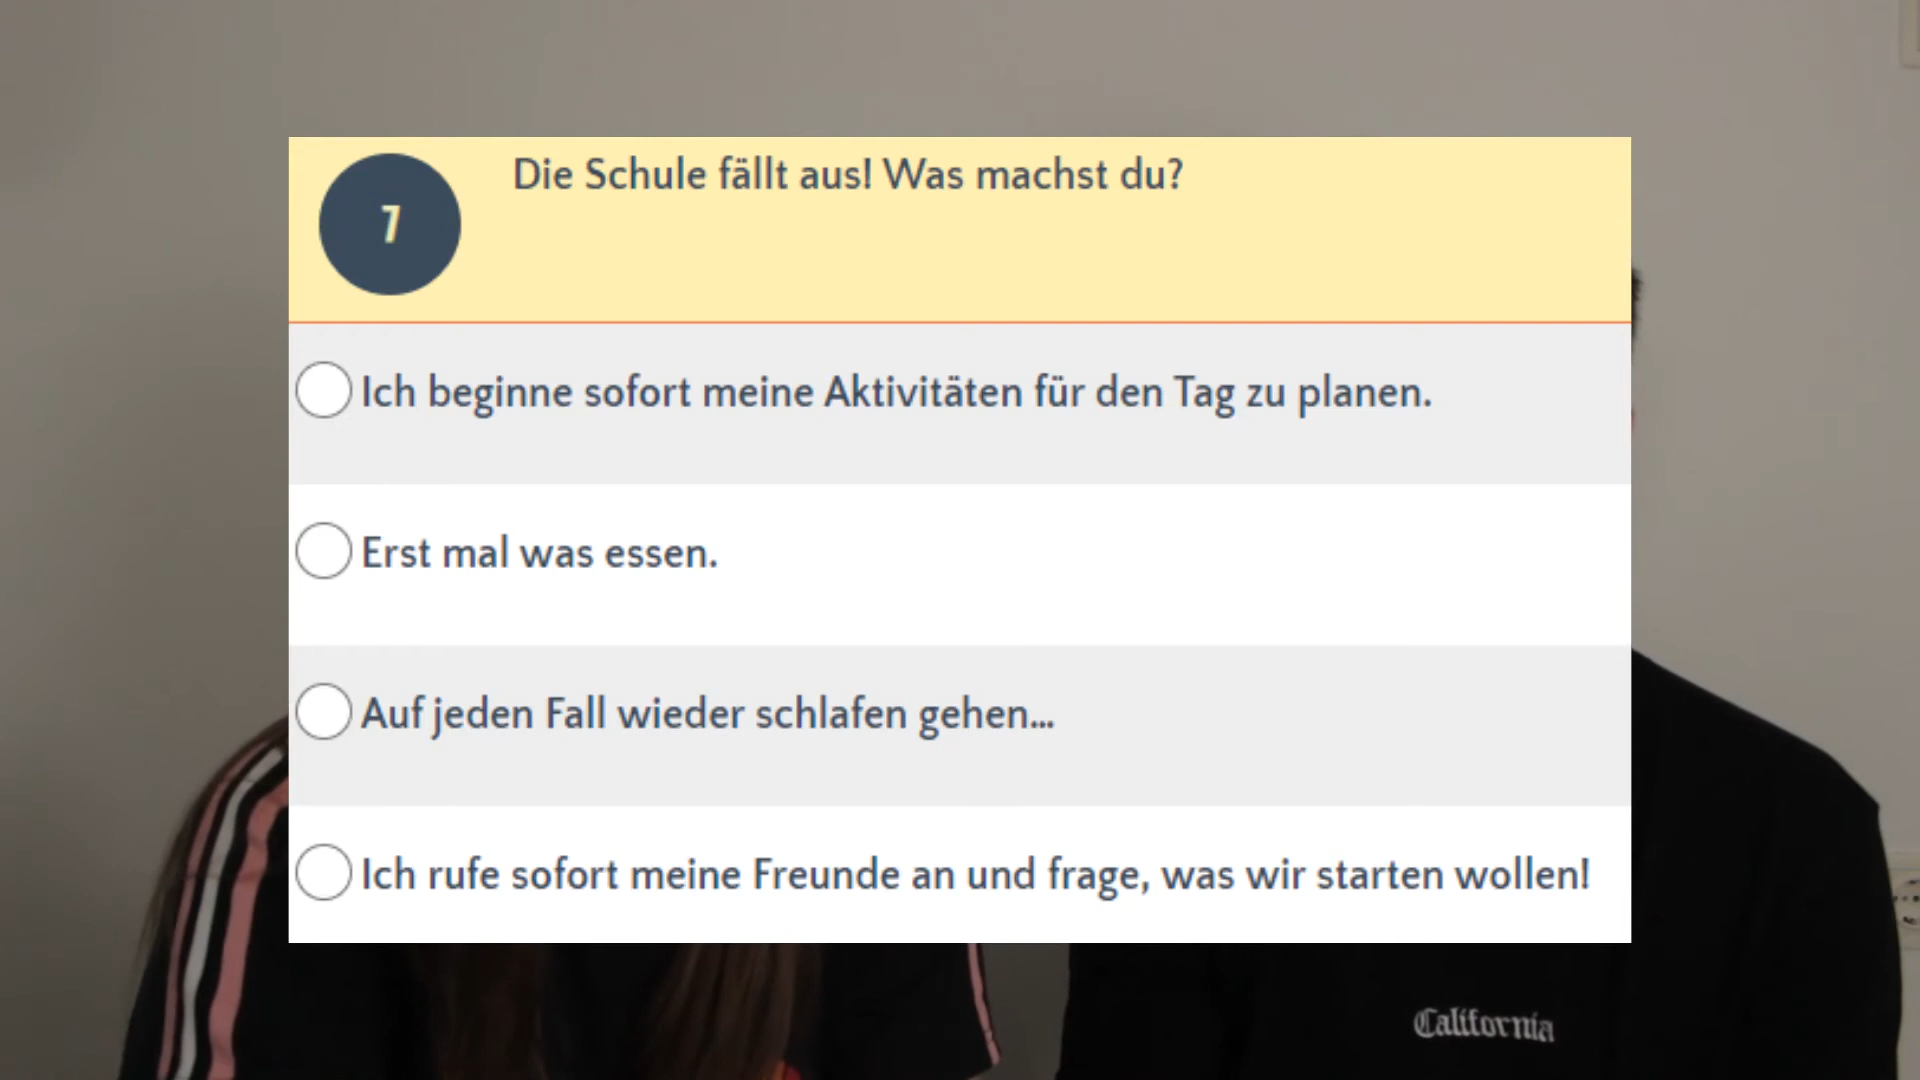 7
Die Schule fällt aus! Was machst du?
Ich beginne sofort meine Aktivitäten für den Tag zu planen.
Erst mal was essen.
Auf jeden Fall wieder schlafen gehen...
Ich rufe sofort meine Freunde an und frage, was wir starten wollen!
California